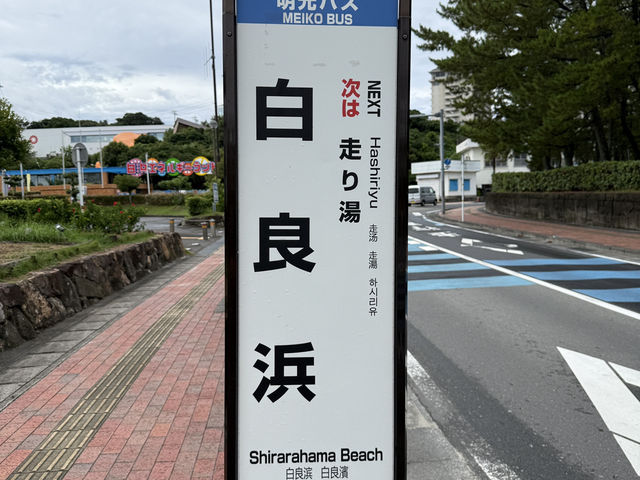 明光バス
MEIKO BUS
白良浜
NEXT
次は
走り湯
Hashiriyu
走汤 走湯 하시리유
Shirarahama Beach
白良滨 白良濱